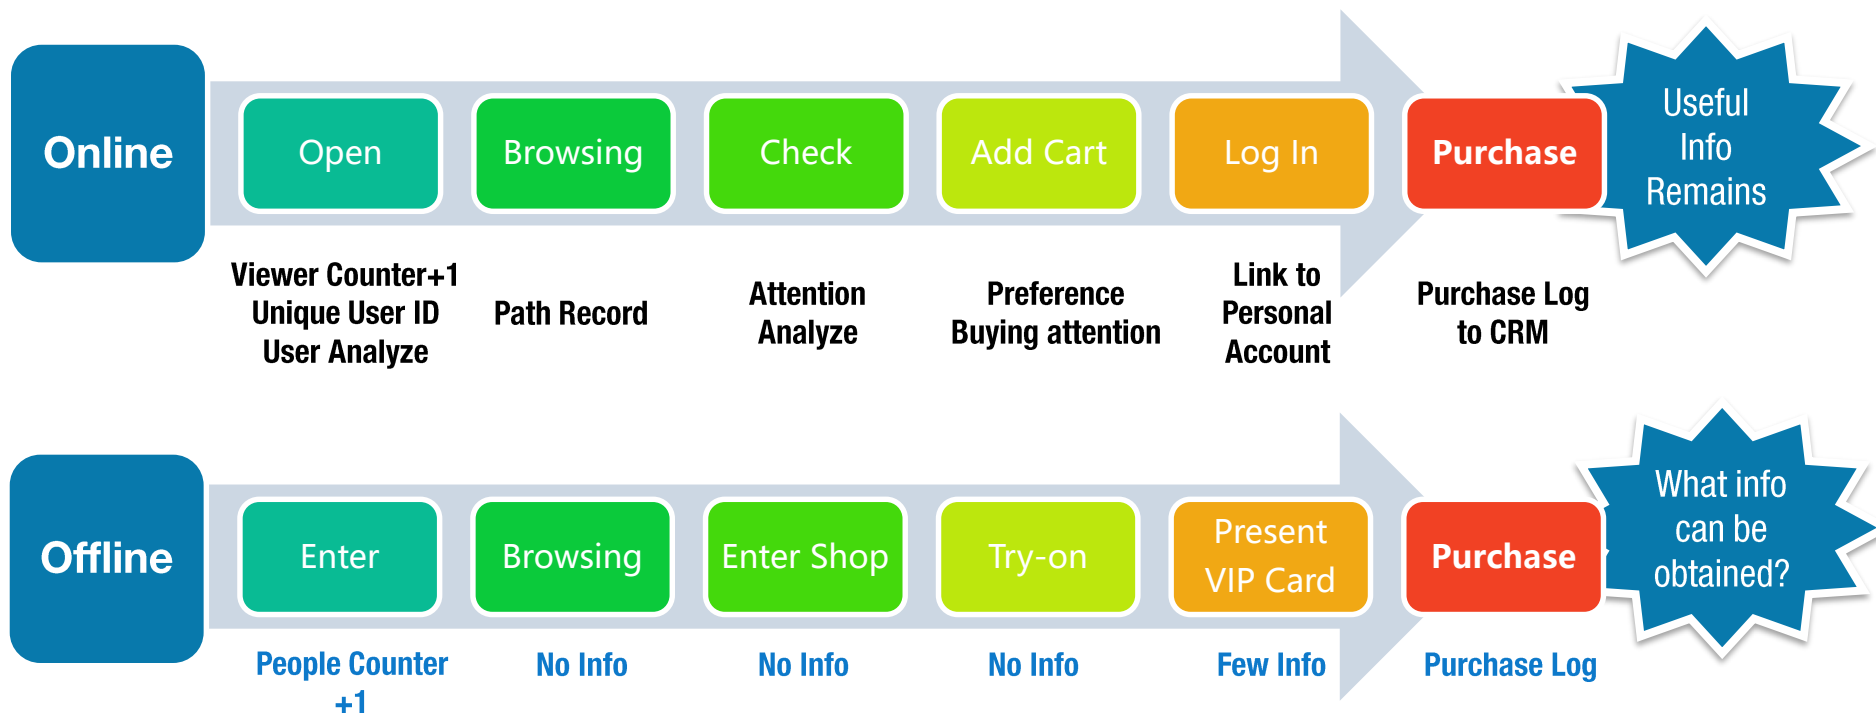 Online
Open
Browsing
Check
Add Cart
Log In
Purchase
Useful
Info
Remains
Viewer Counter+1
Unique User ID
User Analyze
Path Record
Attention
Analyze
Preference
Buying attention
Link to
Personal
Account
Purchase Log
to CRM
Offline
Enter
Browsing
Enter Shop
Try-on
Present
VIP Card
Purchase
What info
can be
obtained?
People Counter
+1
No Info
No Info
No Info
Few Info
Purchase Log